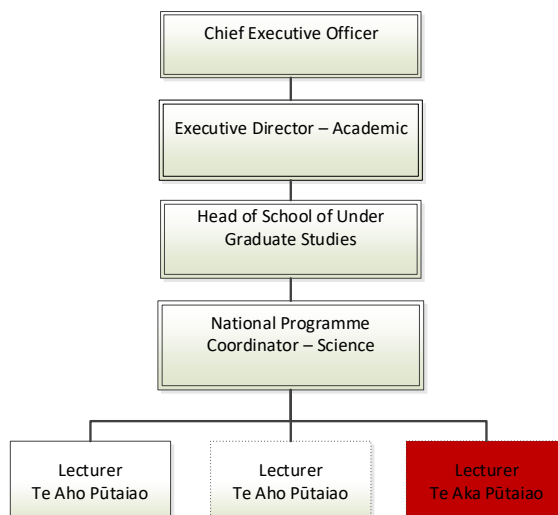 Chief Executive Officer
Executive Director – Academic
Head of School of Under
Graduate Studies
National Programme
Coordinator – Science
Lecturer
Te Aho Pūtaiao
Lecturer
Te Aho Pūtaiao
Lecturer
Te Aka Pūtaiao